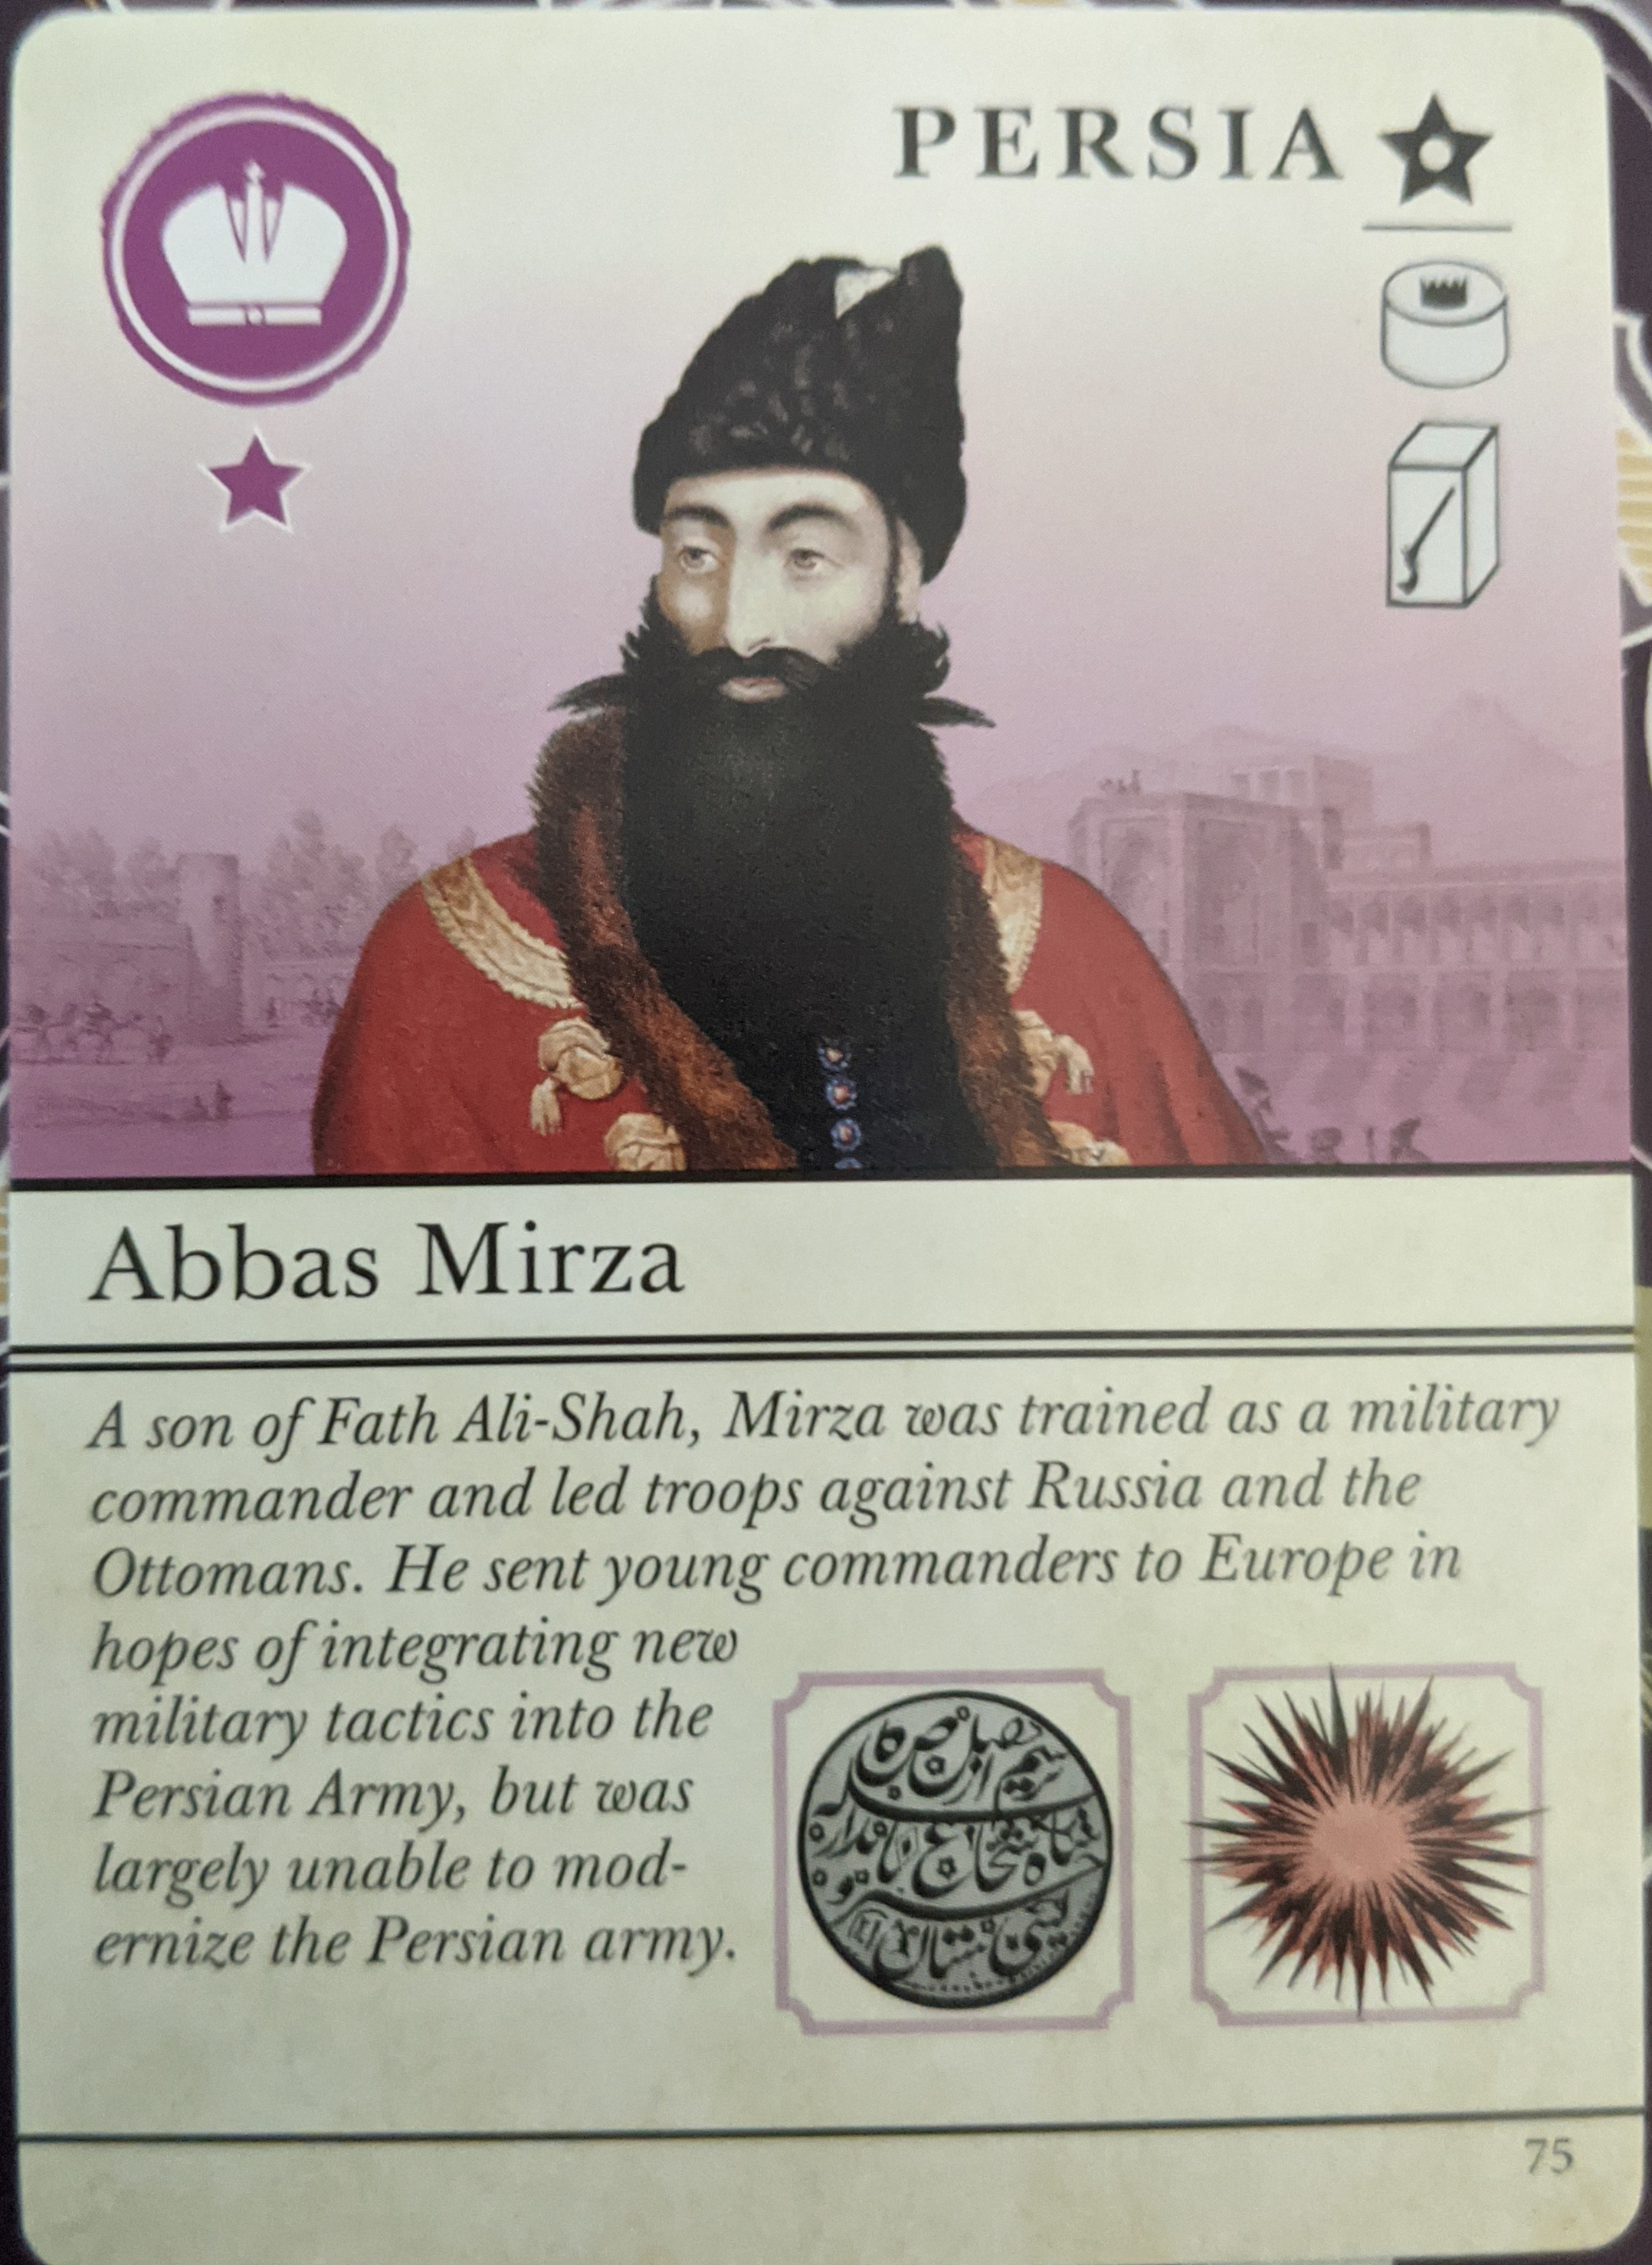 PERSIA
Abbas Mirza
A son of Fath Ali-Shah, Mirza was trained as a military
commander and led troops against Russia and the
Ottomans. He sent young commanders to Europe in
hopes of integrating new
military tactics into the
Persian Army, but was
largely unable to mod-
ernize the Persian army.
75